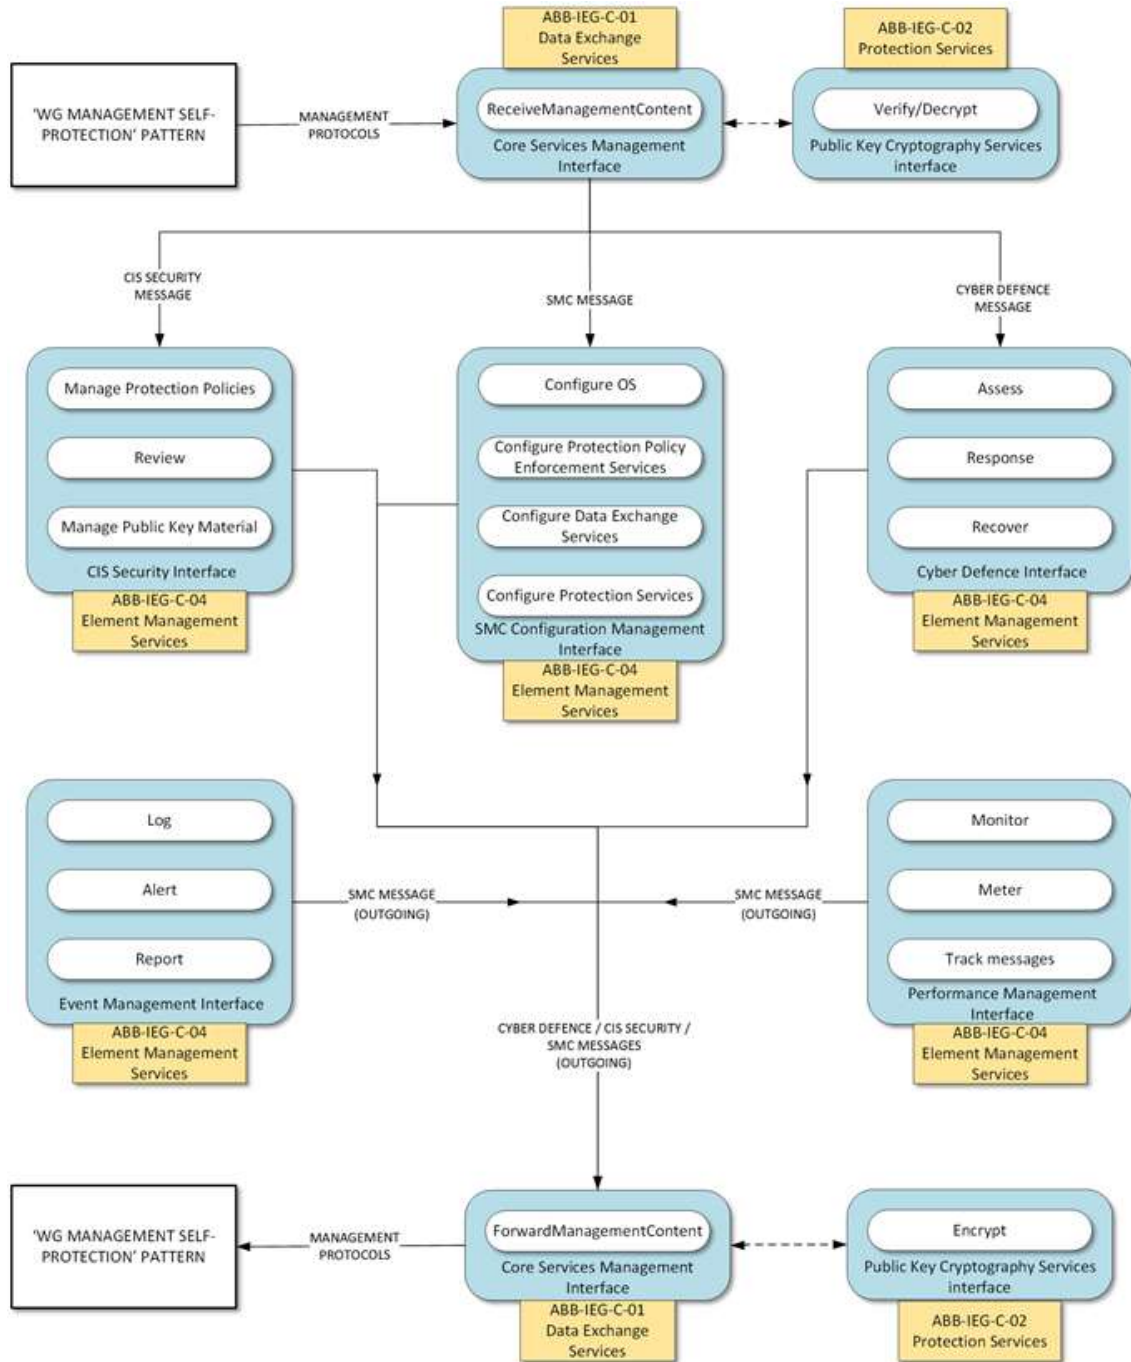 ABB-IEG-C-01
Data Exchange
Services
ABB-IEG-C-02
Protection Services
'WG MANAGEMENT SELF-
PROTECTION' PATTERN
MANAGEMENT
PROTOCOLS
ReceiveManagementContent
Core Services Management
Interface
Verify/Decrypt
Public Key Cryptography Services
interface
CIS SECURITY
MESSAGE
SMC MESSAGE
CYBER DEFENCE
MESSAGE
Manage Protection Policies
Review
Manage Public Key Material
CIS Security Interface
ABB-IEG-C-04
Element Management
Services
Configure OS
Configure Protection Policy
Enforcement Services
Configure Data Exchange
Services
Configure Protection Services
SMC Configuration Management
Interface
ABB-IEG-C-04
Element Management
Services
Assess
Response
Recover
Cyber Defence Interface
ABB-IEG-C-04
Element Management
Services
Log
Alert
Report
Event Management Interface
ABB-IEG-C-04
Element Management
Services
SMC MESSAGE
(OUTGOING)
SMC MESSAGE
(OUTGOING)
Monitor
Meter
Track messages
Performance Management
Interface
ABB-IEG-C-04
Element Management
Services
CYBER DEFENCE / CIS SECURITY /
SMC MESSAGES
(OUTGOING)
'WG MANAGEMENT SELF-
PROTECTION' PATTERN
MANAGEMENT
PROTOCOLS
ForwardManagementContent
Core Services Management
Interface
ABB-IEG-C-01
Data Exchange
Services
Encrypt
Public Key Cryptography Services
interface
ABB-IEG-C-02
Protection Services